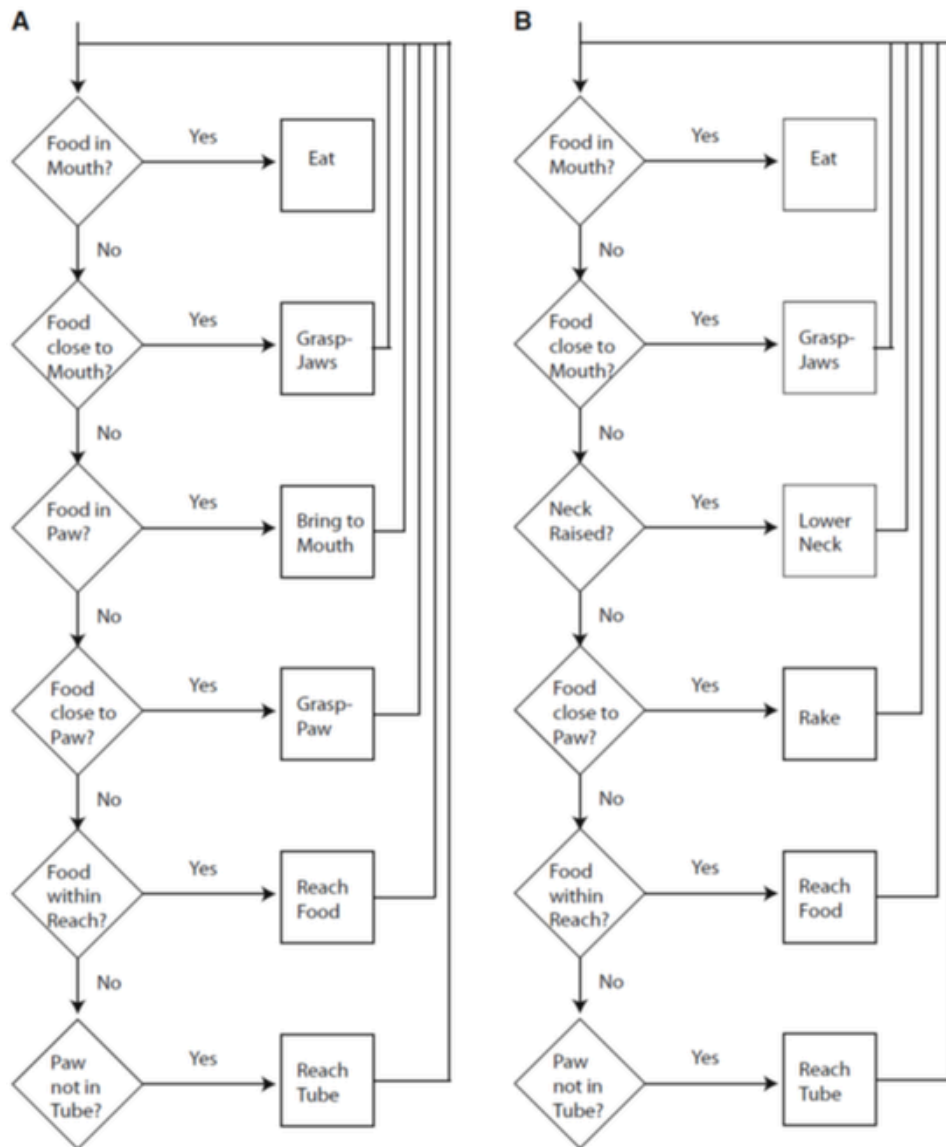 A
Food in
Mouth?
Yes
Eat
No
Food
close to
Mouth?
Yes
Grasp-
Jaws
No
Food in
Paw?
Yes
Bring to
Mouth
No
Food
close to
Paw?
Yes
Grasp-
Paw
No
Food
within
Reach?
Yes
Reach
Food
No
Paw
not in
Tube?
Yes
Reach
Tube
B
Food in
Mouth?
Yes
Eat
No
Food
close to
Mouth?
Yes
Grasp-
Jaws
No
Neck
Raised?
Yes
Lower
Neck
No
Food
close to
Paw?
Yes
Rake
No
Food
within
Reach?
Yes
Reach
Food
No
Paw
not in
Tube?
Yes
Reach
Tube